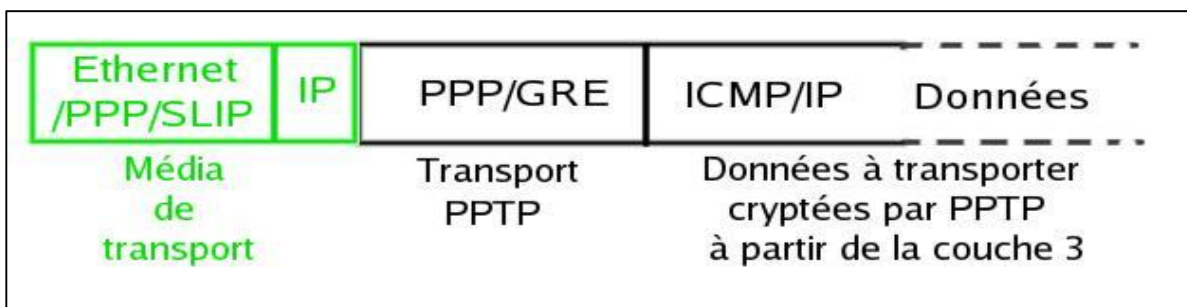 Ethernet
/PPP/SLIP
IP
PPP/GRE
ICMP/IP
Données
Média
de
transport
Transport
PPTP
Données à transporter
cryptées par PPTP
à partir de la couche 3